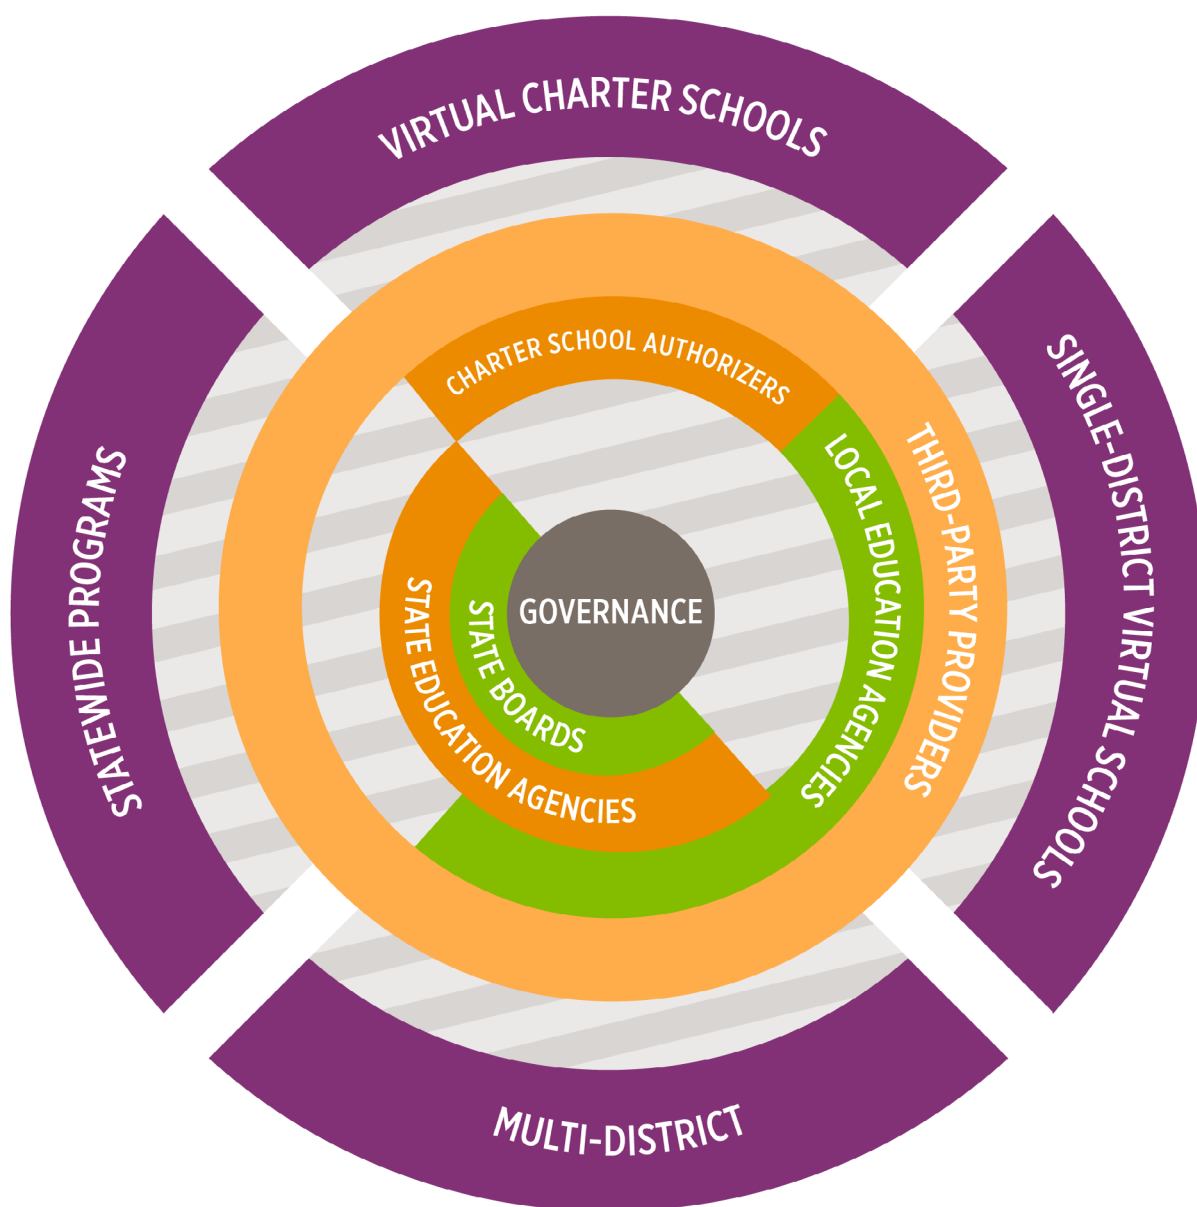 VIRTUAL CHARTER SCHOOLS
CHARTER SCHOOL AUTHORIZERS
SINGLE-DISTRICT VIRTUAL SCHOOLS
THIRD-PARTY PROVIDERS
LOCAL EDUCATION AGENCIES
STATEWIDE PROGRAMS
STATE EDUCATION AGENCIES
STATE BOARDS
GOVERNANCE
MULTI-DISTRICT